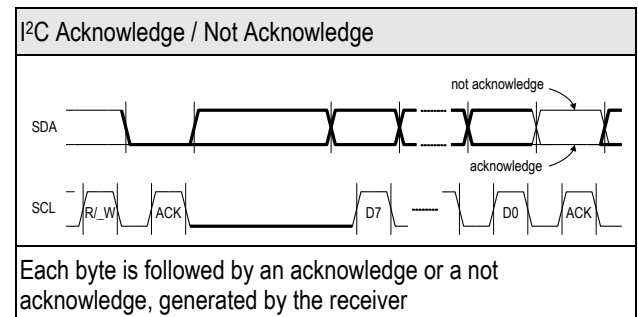 I²C Acknowledge / Not Acknowledge
not acknowledge
SDA
acknowledge
SCL R/_W ACK D7 D0 ACK
Each byte is followed by an acknowledge or a not
acknowledge, generated by the receiver